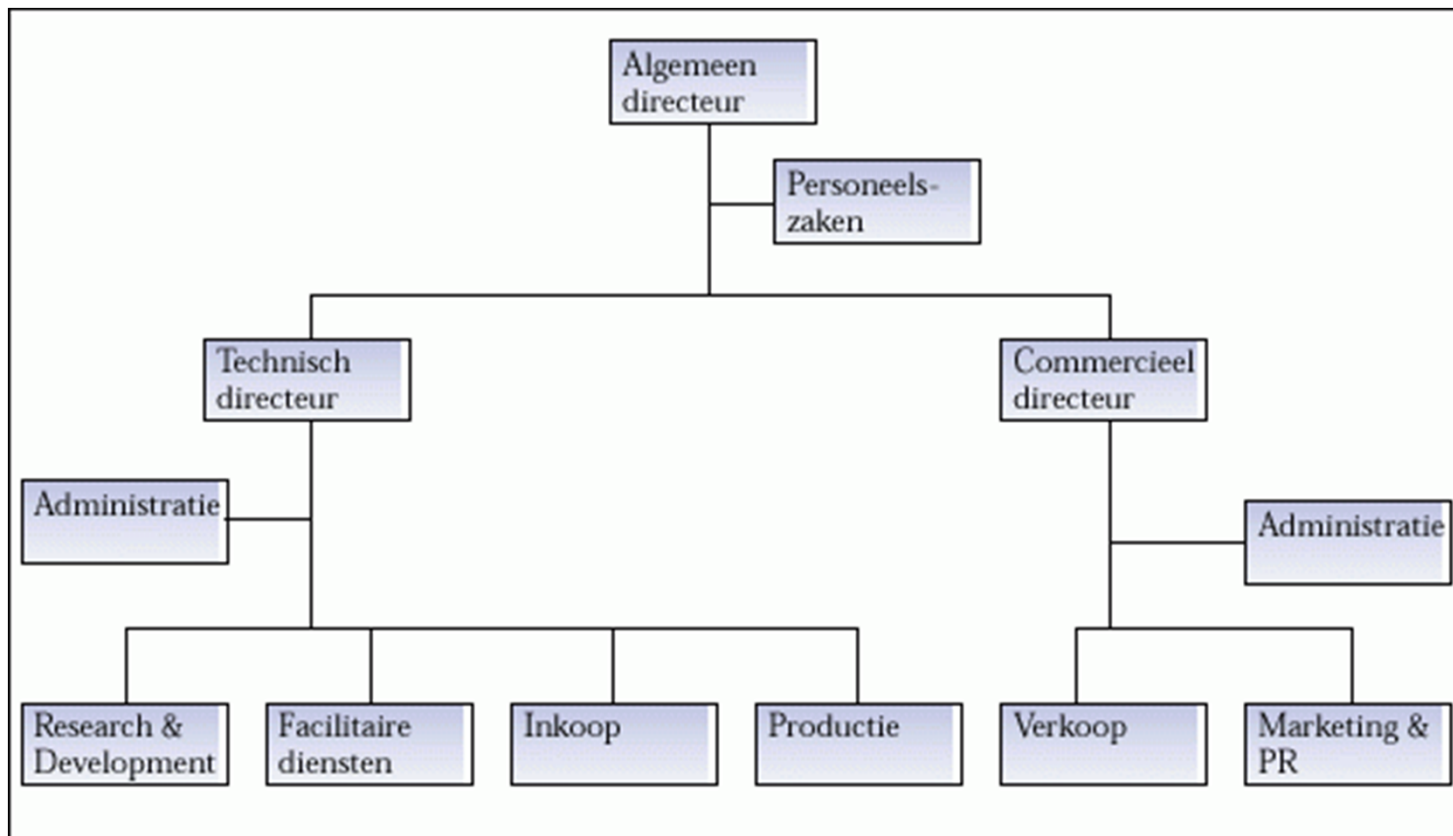 Algemeen
directeur
Personeels-
zaken
Technisch
directeur
Commercieel
directeur
Administratie
Administratie
Research &
Development
Facilitaire
diensten
Inkoop
Productie
Verkoop
Marketing &
PR